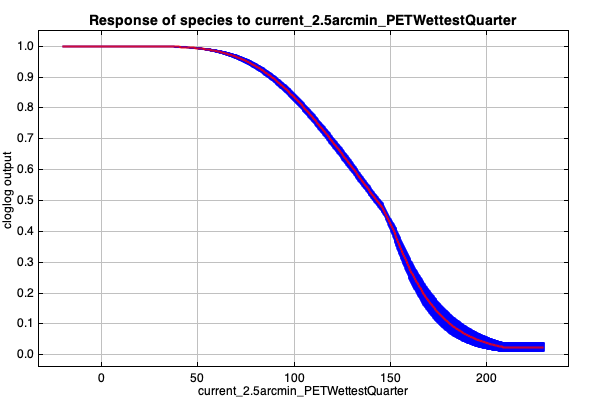 Response of species to current_2.5arcmin_PETWettestQuarter
1.0
0.9
0.8
0.7
0.6
0.5
0.4
0.3
0.2
0.1
0.0
cloglog output
0 50 100 150 200
current_2.5arcmin_PETWettestQuarter